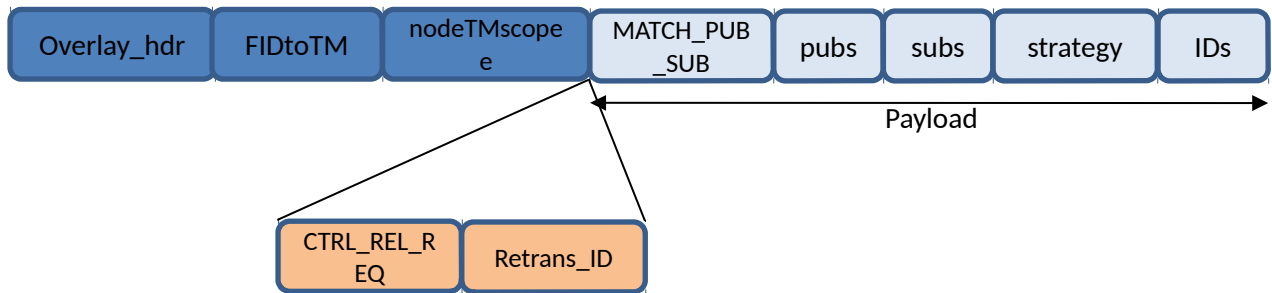 Overlay_hdr
FIDtoTM
nodeTMscope
e
MATCH_PUB
_SUB
pubs
subs
strategy
IDs
Payload
CTRL_REL_R
EQ
Retrans_ID